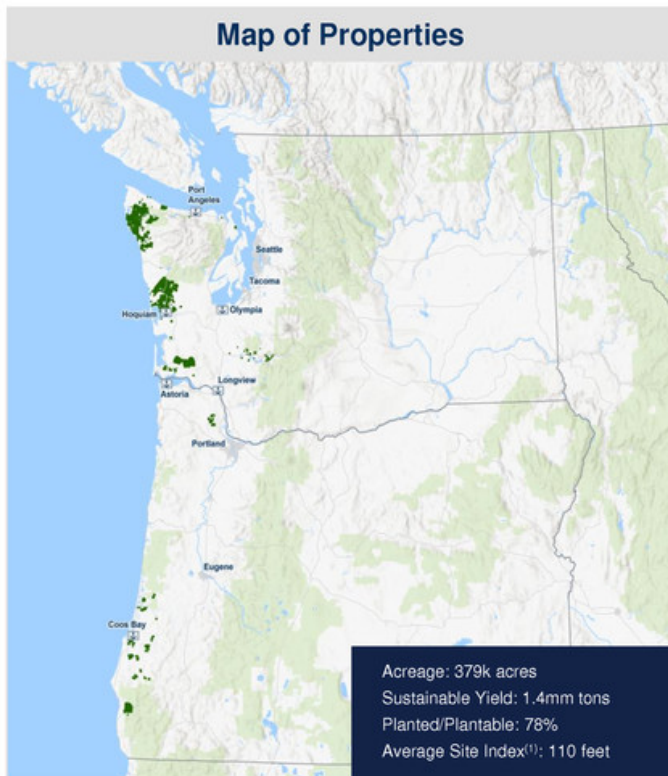 Map of Properties
Port
Angeles
Seattle
Tacoma
Hoquiam
Olympia
Longview
Astoria
Portland
Eugene
Coos Bay
Acreage: 379k acres
Sustainable Yield: 1.4mm tons
Planted/Plantable: 78%
Average Site Index⁽¹⁾: 110 feet